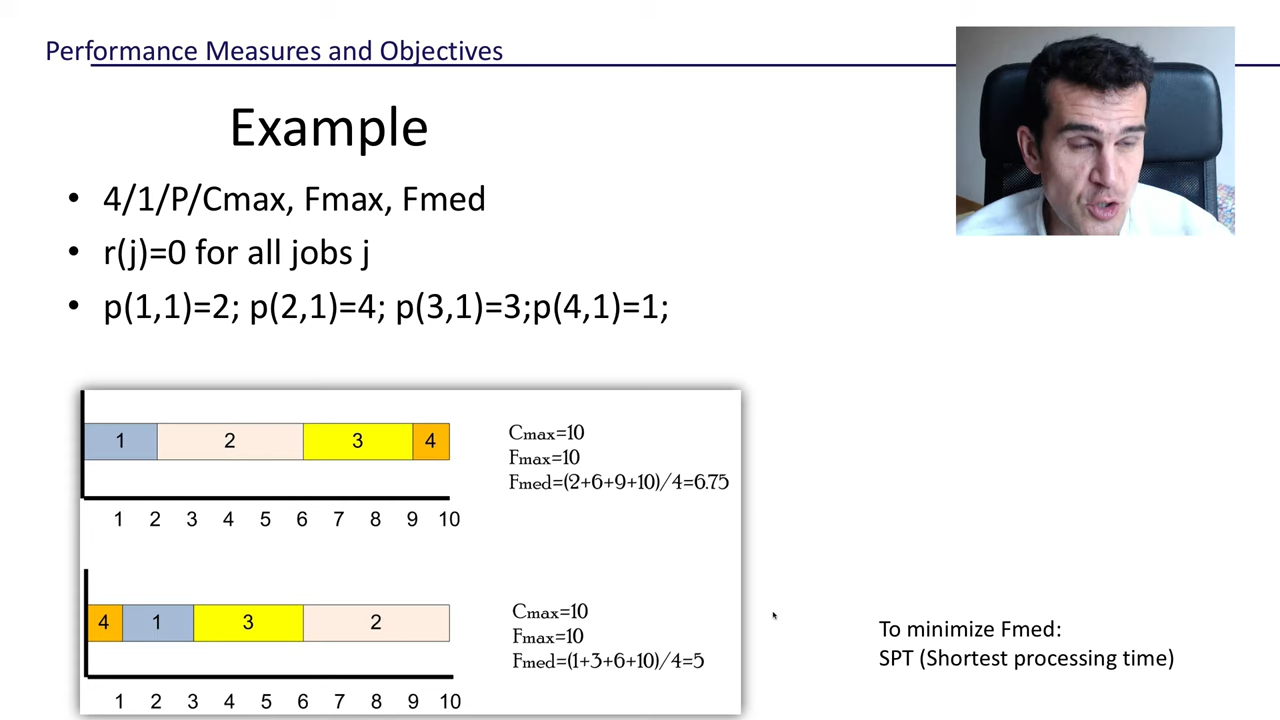 Performance Measures and Objectives
Example
• 4/1/P/Cmax, Fmax, Fmed
• r(j)=0 for all jobs j
• p(1,1)=2; p(2,1)=4; p(3,1)=3;p(4,1)=1;
1 2 3 4
Cmax=10
Fmax=10
Fmed=(2+6+9+10)/4=6.75
1 2 3 4 5 6 7 8 9 10
4 1 3 2
Cmax=10
Fmax=10
Fmed=(1+3+6+10)/4=5
1 2 3 4 5 6 7 8 9 10
To minimize Fmed:
SPT (Shortest processing time)